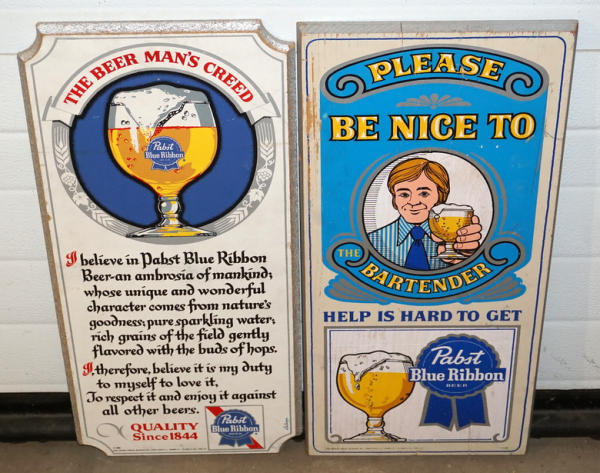 THE BEER MAN'S CREED
Pabst
Blue Ribbon
I believe in Pabst Blue Ribbon
Beer-an ambrosia of mankind;
whose unique and wonderful
character comes from nature's
goodness; pure sparkling water;
rich grains of the field gently
flavored with the buds of hops.
I, therefore, believe it is my duty
to myself to love it,
To respect it and enjoy it against
all other beers.
QUALITY
Since 1844
Pabst
Blue Ribbon
PLEASE
BE NICE TO
THE
BARTENDER
HELP IS HARD TO GET
Pabst
Blue Ribbon
BEER